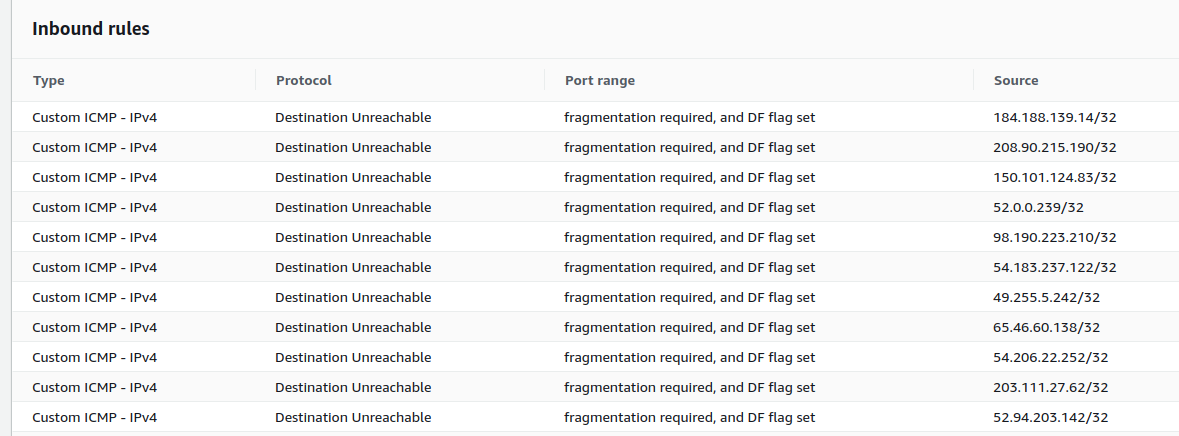 Inbound rules
Type Protocol Port range Source
Custom ICMP - IPv4 Destination Unreachable fragmentation required, and DF flag set 184.188.139.14/32
Custom ICMP - IPv4 Destination Unreachable fragmentation required, and DF flag set 208.90.215.190/32
Custom ICMP - IPv4 Destination Unreachable fragmentation required, and DF flag set 150.101.124.83/32
Custom ICMP - IPv4 Destination Unreachable fragmentation required, and DF flag set 52.0.0.239/32
Custom ICMP - IPv4 Destination Unreachable fragmentation required, and DF flag set 98.190.223.210/32
Custom ICMP - IPv4 Destination Unreachable fragmentation required, and DF flag set 54.183.237.122/32
Custom ICMP - IPv4 Destination Unreachable fragmentation required, and DF flag set 49.255.5.242/32
Custom ICMP - IPv4 Destination Unreachable fragmentation required, and DF flag set 65.46.60.138/32
Custom ICMP - IPv4 Destination Unreachable fragmentation required, and DF flag set 54.206.22.252/32
Custom ICMP - IPv4 Destination Unreachable fragmentation required, and DF flag set 203.111.27.62/32
Custom ICMP - IPv4 Destination Unreachable fragmentation required, and DF flag set 52.94.203.142/32